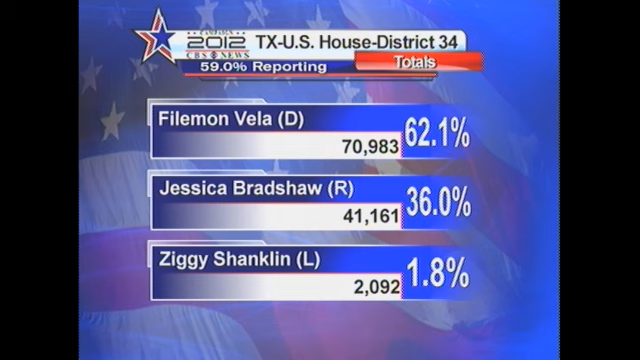 CAMPAIGN
2012
CBS NEWS
TX-U.S. House-District 34
59.0% Reporting
Totals
Filemon Vela (D)
70,983
62.1%
Jessica Bradshaw (R)
41,161
36.0%
Ziggy Shanklin (L)
2,092
1.8%